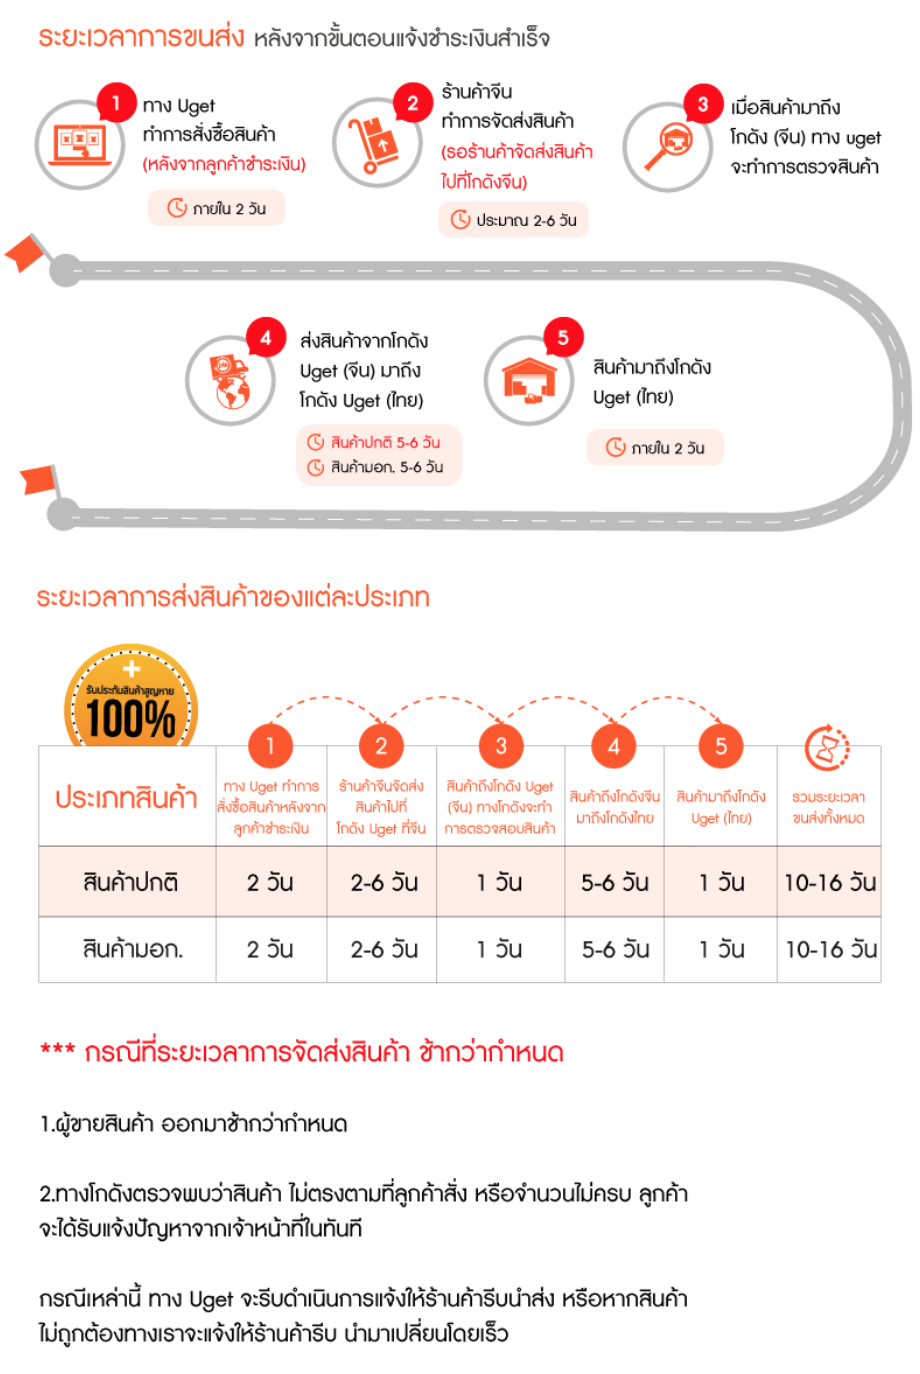 ระยะเวลาการขนส่ง หลังจากขั้นตอนแจ้งชำระเงินสำเร็จ
1
ทาง Uget
ทำการสั่งซื้อสินค้า
(หลังจากลูกค้าชำระเงิน)
ภายใน 2 วัน
2
ร้านค้าจีน
ทำการจัดส่งสินค้า
(รอร้านค้าจัดส่งสินค้า
ไปที่โกดังจีน)
ประมาณ 2-6 วัน
3
เมื่อสินค้ามาถึง
โกดัง (จีน) ทาง uget
จะทำการตรวจสินค้า
4
ส่งสินค้าจากโกดัง
Uget (จีน) มาถึง
โกดัง Uget (ไทย)
สินค้าปกติ 5-6 วัน
สินค้ามอก. 5-6 วัน
5
สินค้ามาถึงโกดัง
Uget (ไทย)
ภายใน 2 วัน
ระยะเวลาการส่งสินค้าของแต่ละประเภท
+
รับประกันสินค้าสูญหาย
100%
1 2 3 4 5
ประเภทสินค้า
ทาง Uget ทำการ
สั่งซื้อสินค้าหลังจาก
ลูกค้าชำระเงิน
ร้านค้าจีนจัดส่ง
สินค้าไปที่
โกดัง Uget ที่จีน
สินค้าถึงโกดัง Uget
(จีน) ทางโกดังจะทำ
การตรวจสอบสินค้า
สินค้าถึงโกดังจีน
มาถึงโกดังไทย
สินค้ามาถึงโกดัง
Uget (ไทย)
รวมระยะเวลา
ขนส่งทั้งหมด
สินค้าปกติ 2 วัน 2-6 วัน 1 วัน 5-6 วัน 1 วัน 10-16 วัน
สินค้ามอก. 2 วัน 2-6 วัน 1 วัน 5-6 วัน 1 วัน 10-16 วัน
*** กรณีที่ระยะเวลาการจัดส่งสินค้า ช้ากว่ากำหนด
1.ผู้ขายสินค้า ออกมาช้ากว่ากำหนด
2.ทางโกดังตรวจพบว่าสินค้า ไม่ตรงตามที่ลูกค้าสั่ง หรือจำนวนไม่ครบ ลูกค้า
จะได้รับแจ้งปัญหาจากเจ้าหน้าที่ในทันที
กรณีเหล่านี้ ทาง Uget จะรีบดำเนินการแจ้งให้ร้านค้ารีบนำส่ง หรือหากสินค้า
ไม่ถูกต้องทางเราจะแจ้งให้ร้านค้ารีบ นำมาเปลี่ยนโดยเร็ว